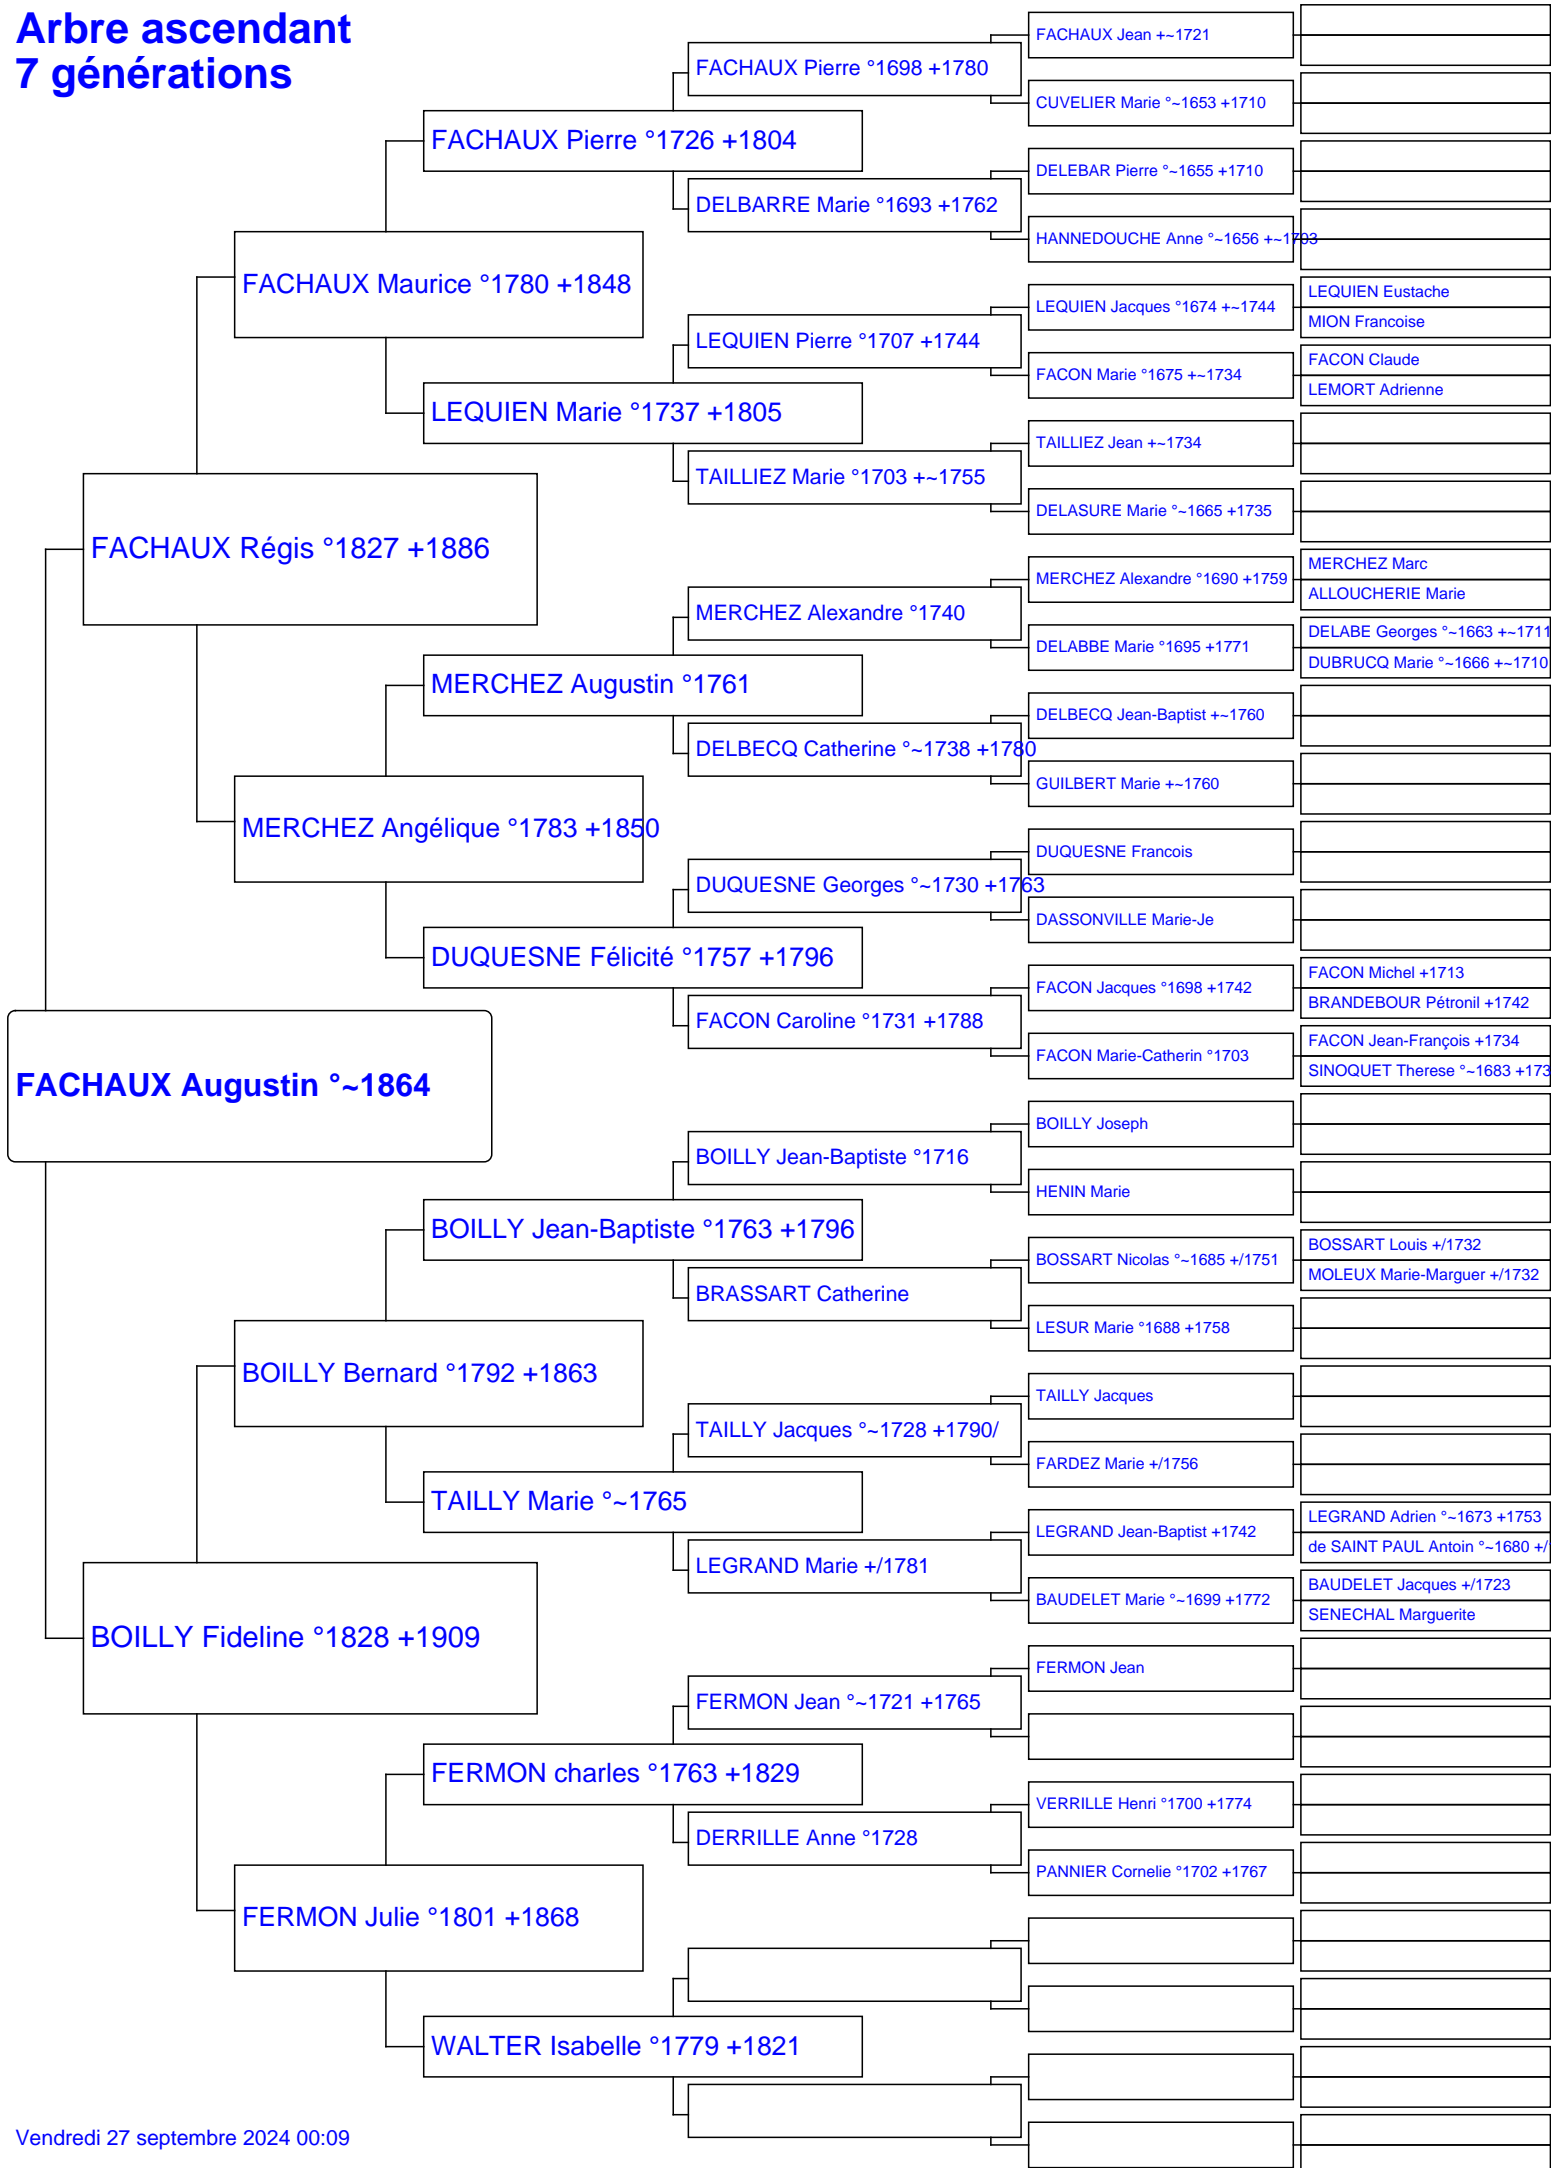 Arbre ascendant
7 générations
FACHAUX Augustin °~1864
FACHAUX Régis °1827 +1886
BOILLY Fideline °1828 +1909
FACHAUX Maurice °1780 +1848
MERCHEZ Angélique °1783 +1850
BOILLY Bernard °1792 +1863
FERMON Julie °1801 +1868
FACHAUX Pierre °1726 +1804
LEQUIEN Marie °1737 +1805
MERCHEZ Augustin °1761
DUQUESNE Félicité °1757 +1796
BOILLY Jean-Baptiste °1763 +1796
TAILLY Marie °~1765
FERMON charles °1763 +1829
WALTER Isabelle °1779 +1821
FACHAUX Pierre °1698 +1780
DELBARRE Marie °1693 +1762
LEQUIEN Pierre °1707 +1744
TAILLIEZ Marie °1703 +~1755
MERCHEZ Alexandre °1740
DELBECQ Catherine °~1738 +1780
DUQUESNE Georges °~1730 +1763
FACON Caroline °1731 +1788
BOILLY Jean-Baptiste °1716
BRASSART Catherine
TAILLY Jacques °~1728 +1790/
LEGRAND Marie +/1781
FERMON Jean °~1721 +1765
DERRILLE Anne °1728
FACHAUX Jean +~1721
CUVELIER Marie °~1653 +1710
DELEBAR Pierre °~1655 +1710
HANNEDOUCHE Anne °~1656 +~1703
LEQUIEN Jacques °1674 +~1744
FACON Marie °1675 +~1734
TAILLIEZ Jean +~1734
DELASURE Marie °~1665 +1735
MERCHEZ Alexandre °1690 +1759
DELABBE Marie °1695 +1771
DELBECQ Jean-Baptist +~1760
GUILBERT Marie +~1760
DUQUESNE Francois
DASSONVILLE Marie-Je
FACON Jacques °1698 +1742
FACON Marie-Catherin °1703
BOILLY Joseph
HENIN Marie
BOSSART Nicolas °~1685 +/1751
LESUR Marie °1688 +1758
TAILLY Jacques
FARDEZ Marie +/1756
LEGRAND Jean-Baptist +1742
BAUDELET Marie °~1699 +1772
FERMON Jean
VERRILLE Henri °1700 +1774
PANNIER Cornelie °1702 +1767
LEQUIEN Eustache
MION Francoise
FACON Claude
LEMORT Adrienne
MERCHEZ Marc
ALLOUCHERIE Marie
DELABE Georges °~1663 +~1711
DUBRUCQ Marie °~1666 +~1710
FACON Michel +1713
BRANDEBOUR Pétronil +1742
FACON Jean-François +1734
SINOQUET Therese °~1683 +173
BOSSART Louis +/1732
MOLEUX Marie-Marguer +/1732
LEGRAND Adrien °~1673 +1753
de SAINT PAUL Antoin °~1680 +/
BAUDELET Jacques +/1723
SENECHAL Marguerite
Vendredi 27 septembre 2024 00:09